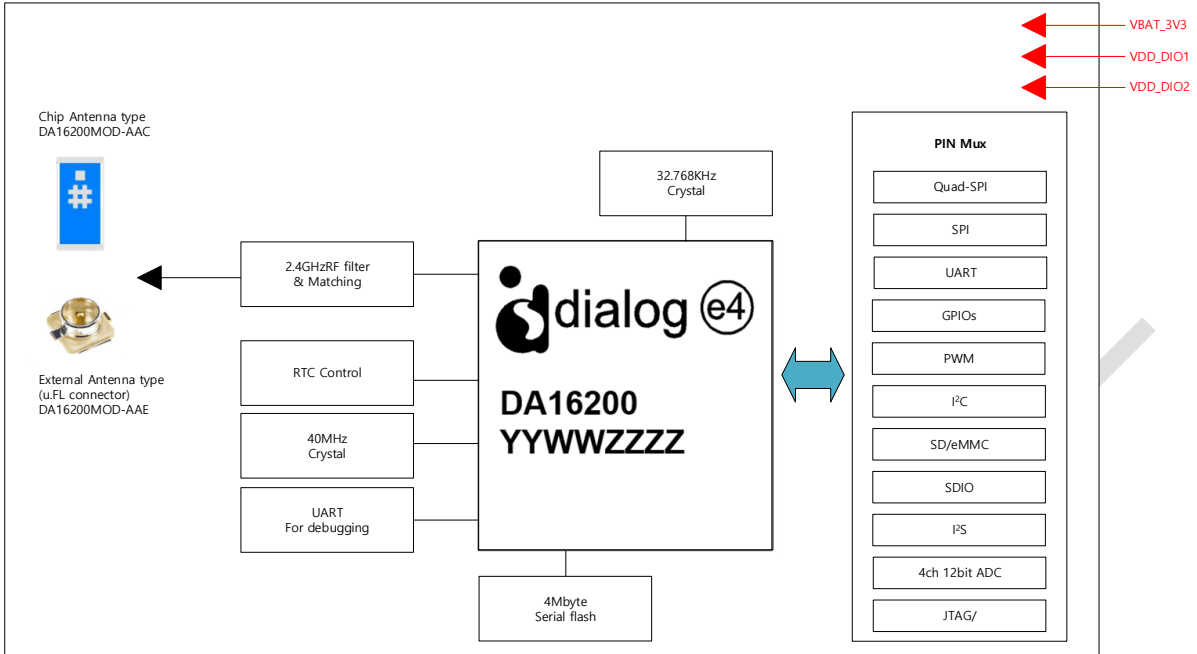 VBAT_3V3
VDD_DIO1
VDD_DIO2
Chip Antenna type
DA16200MOD-AAC
External Antenna type
(u.FL connector)
DA16200MOD-AAE
2.4GHzRF filter
& Matching
RTC Control
40MHz
Crystal
UART
For debugging
32.768KHz
Crystal
dialog e4
DA16200
YYWWZZZZ
4Mbyte
Serial flash
PIN Mux
Quad-SPI
SPI
UART
GPIOs
PWM
I²C
SD/eMMC
SDIO
I²S
4ch 12bit ADC
JTAG/